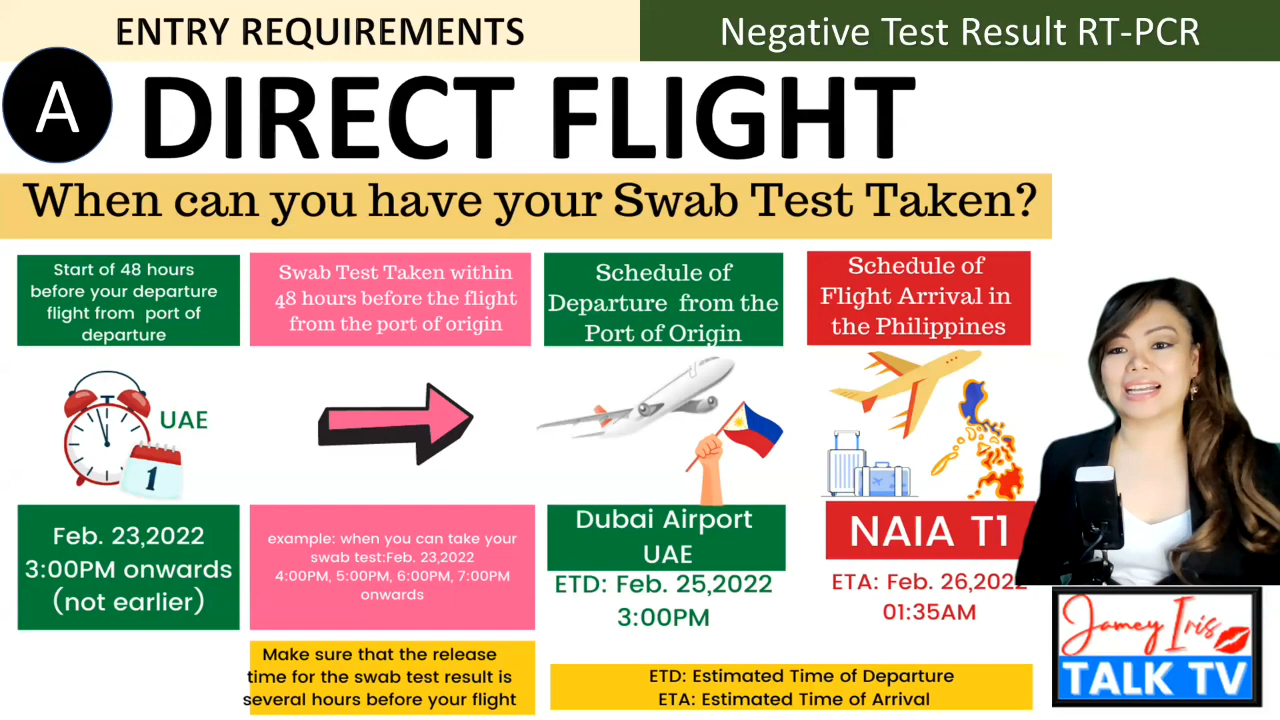 ENTRY REQUIREMENTS
Negative Test Result RT-PCR
A
DIRECT FLIGHT
When can you have your Swab Test Taken?
Start of 48 hours
before your departure
flight from port of
departure
Swab Test Taken within
48 hours before the flight
from the port of origin
Schedule of
Departure from the
Port of Origin
Schedule of
Flight Arrival in
the Philippines
UAE
1
Feb. 23,2022
3:00PM onwards
(not earlier)
example: when you can take your
swab test:Feb. 23,2022
4:00PM, 5:00PM, 6:00PM, 7:00PM
onwards
Dubai Airport
UAE
ETD: Feb. 25,2022
3:00PM
NAIA T1
ETA: Feb. 26,2022
01:35AM
Make sure that the release
time for the swab test result is
several hours before your flight
ETD: Estimated Time of Departure
ETA: Estimated Time of Arrival
Jamey Iris
TALK TV